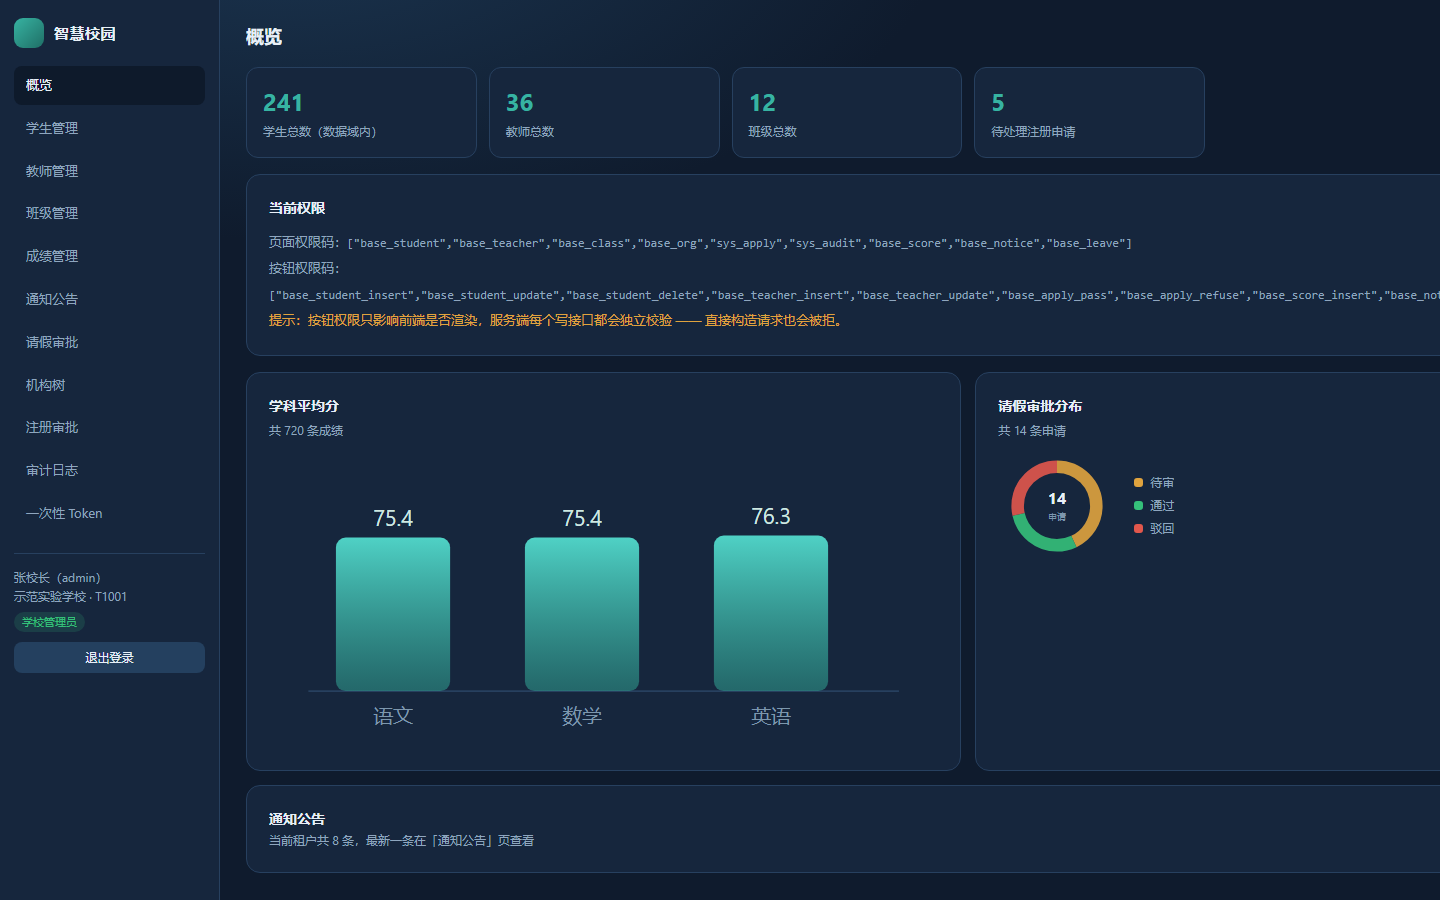 智慧校园
概览
学生管理
教师管理
班级管理
成绩管理
通知公告
请假审批
机构树
注册审批
审计日志
一次性 Token
张校长（admin）
示范实验学校 · T1001
学校管理员
退出登录
概览
241
学生总数（数据域内）
36
教师总数
12
班级总数
5
待处理注册申请
当前权限
页面权限码：["base_student","base_teacher","base_class","base_org","sys_apply","sys_audit","base_score","base_notice","base_leave"]
按钮权限码：
["base_student_insert","base_student_update","base_student_delete","base_teacher_insert","base_teacher_update","base_apply_pass","base_apply_refuse","base_score_insert","base_not
提示：按钮权限只影响前端是否渲染，服务端每个写接口都会独立校验 —— 直接构造请求也会被拒。
学科平均分
共 720 条成绩
75.4
75.4
76.3
语文
数学
英语
请假审批分布
共 14 条申请
14
申请
待审
通过
驳回
通知公告
当前租户共 8 条，最新一条在「通知公告」页查看